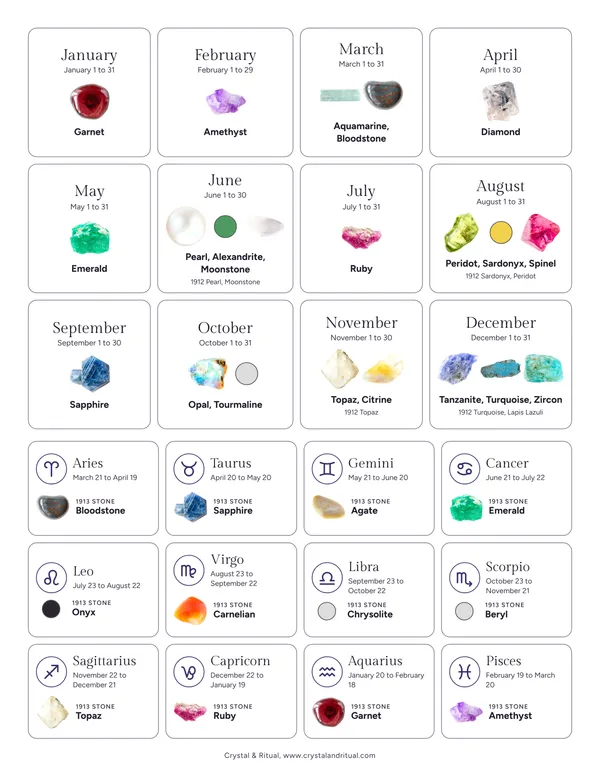 January
January 1 to 31
Garnet
February
February 1 to 29
Amethyst
March
March 1 to 31
Aquamarine,
Bloodstone
April
April 1 to 30
Diamond
May
May 1 to 31
Emerald
June
June 1 to 30
Pearl, Alexandrite,
Moonstone
1912 Pearl, Moonstone
July
July 1 to 31
Ruby
August
August 1 to 31
Peridot, Sardonyx, Spinel
1912 Sardonyx, Peridot
September
September 1 to 30
Sapphire
October
October 1 to 31
Opal, Tourmaline
November
November 1 to 30
Topaz, Citrine
1912 Topaz
December
December 1 to 31
Tanzanite, Turquoise, Zircon
1912 Turquoise, Lapis Lazuli
Aries
March 21 to April 19
1913 STONE
Bloodstone
Taurus
April 20 to May 20
1913 STONE
Sapphire
Gemini
May 21 to June 20
1913 STONE
Agate
Cancer
June 21 to July 22
1913 STONE
Emerald
Leo
July 23 to August 22
1913 STONE
Onyx
Virgo
August 23 to
September 22
1913 STONE
Carnelian
Libra
September 23 to
October 22
1913 STONE
Chrysolite
Scorpio
October 23 to
November 21
1913 STONE
Beryl
Sagittarius
November 22 to
December 21
1913 STONE
Topaz
Capricorn
December 22 to
January 19
1913 STONE
Ruby
Aquarius
January 20 to February
18
1913 STONE
Garnet
Pisces
February 19 to March
20
1913 STONE
Amethyst
Crystal & Ritual, www.crystalandritual.com